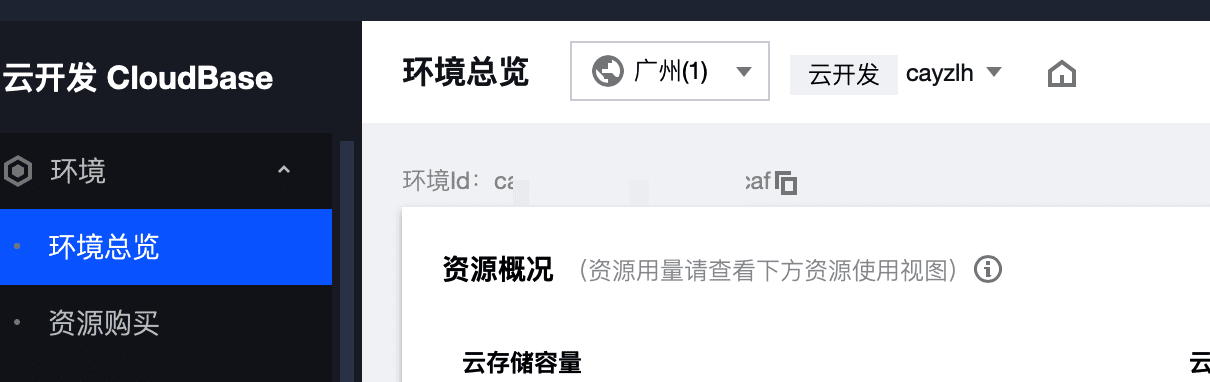 云开发 CloudBase
环境总览
广州(1)
云开发 cayzlh
环境
环境总览
资源购买
环境Id: ca
caf
资源概况 (资源用量请查看下方资源使用视图)
云存储容量
云